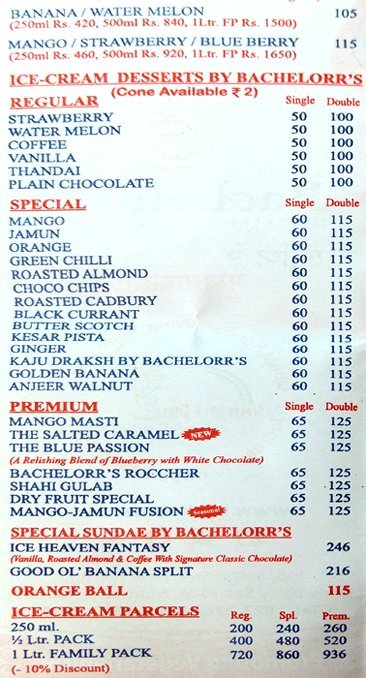 BANANA / WATER MELON 105
(250ml Rs. 420, 500ml Rs. 840, 1Ltr. FP Rs. 1500)
MANGO / STRAWBERRY / BLUE BERRY 115
(250ml Rs. 460, 500ml Rs. 920, 1Ltr. FP Rs. 1650)
ICE-CREAM DESSERTS BY BACHELORR'S
(Cone Available ₹ 2)
REGULAR Single Double
STRAWBERRY 50 100
WATER MELON 50 100
COFFEE 50 100
VANILLA 50 100
THANDAI 50 100
PLAIN CHOCOLATE 50 100
SPECIAL Single Double
MANGO 60 115
JAMUN 60 115
ORANGE 60 115
GREEN CHILLI 60 115
ROASTED ALMOND 60 115
CHOCO CHIPS 60 115
ROASTED CADBURY 60 115
BLACK CURRANT 60 115
BUTTER SCOTCH 60 115
KESAR PISTA 60 115
GINGER 60 115
KAJU DRAKSH BY BACHELORR'S 60 115
GOLDEN BANANA 60 115
ANJEER WALNUT 60 115
PREMIUM Single Double
MANGO MASTI 65 125
THE SALTED CARAMEL NEW 65 125
THE BLUE PASSION 65 125
(A Relishing Blend of Blueberry with White Chocolate)
BACHELORR'S ROCCHER 65 125
SHAHI GULAB 65 125
DRY FRUIT SPECIAL 65 125
MANGO-JAMUN FUSION Seasonal 65 125
SPECIAL SUNDAE BY BACHELORR'S
ICE HEAVEN FANTASY 246
(Vanilla, Roasted Almond & Coffee With Signature Classic Chocolate)
GOOD OL' BANANA SPLIT 216
ORANGE BALL 115
ICE-CREAM PARCELS Reg. Spl. Prem.
250 ml. 200 240 260
½ Ltr. PACK 400 480 520
1 Ltr. FAMILY PACK 720 860 936
(- 10% Discount)